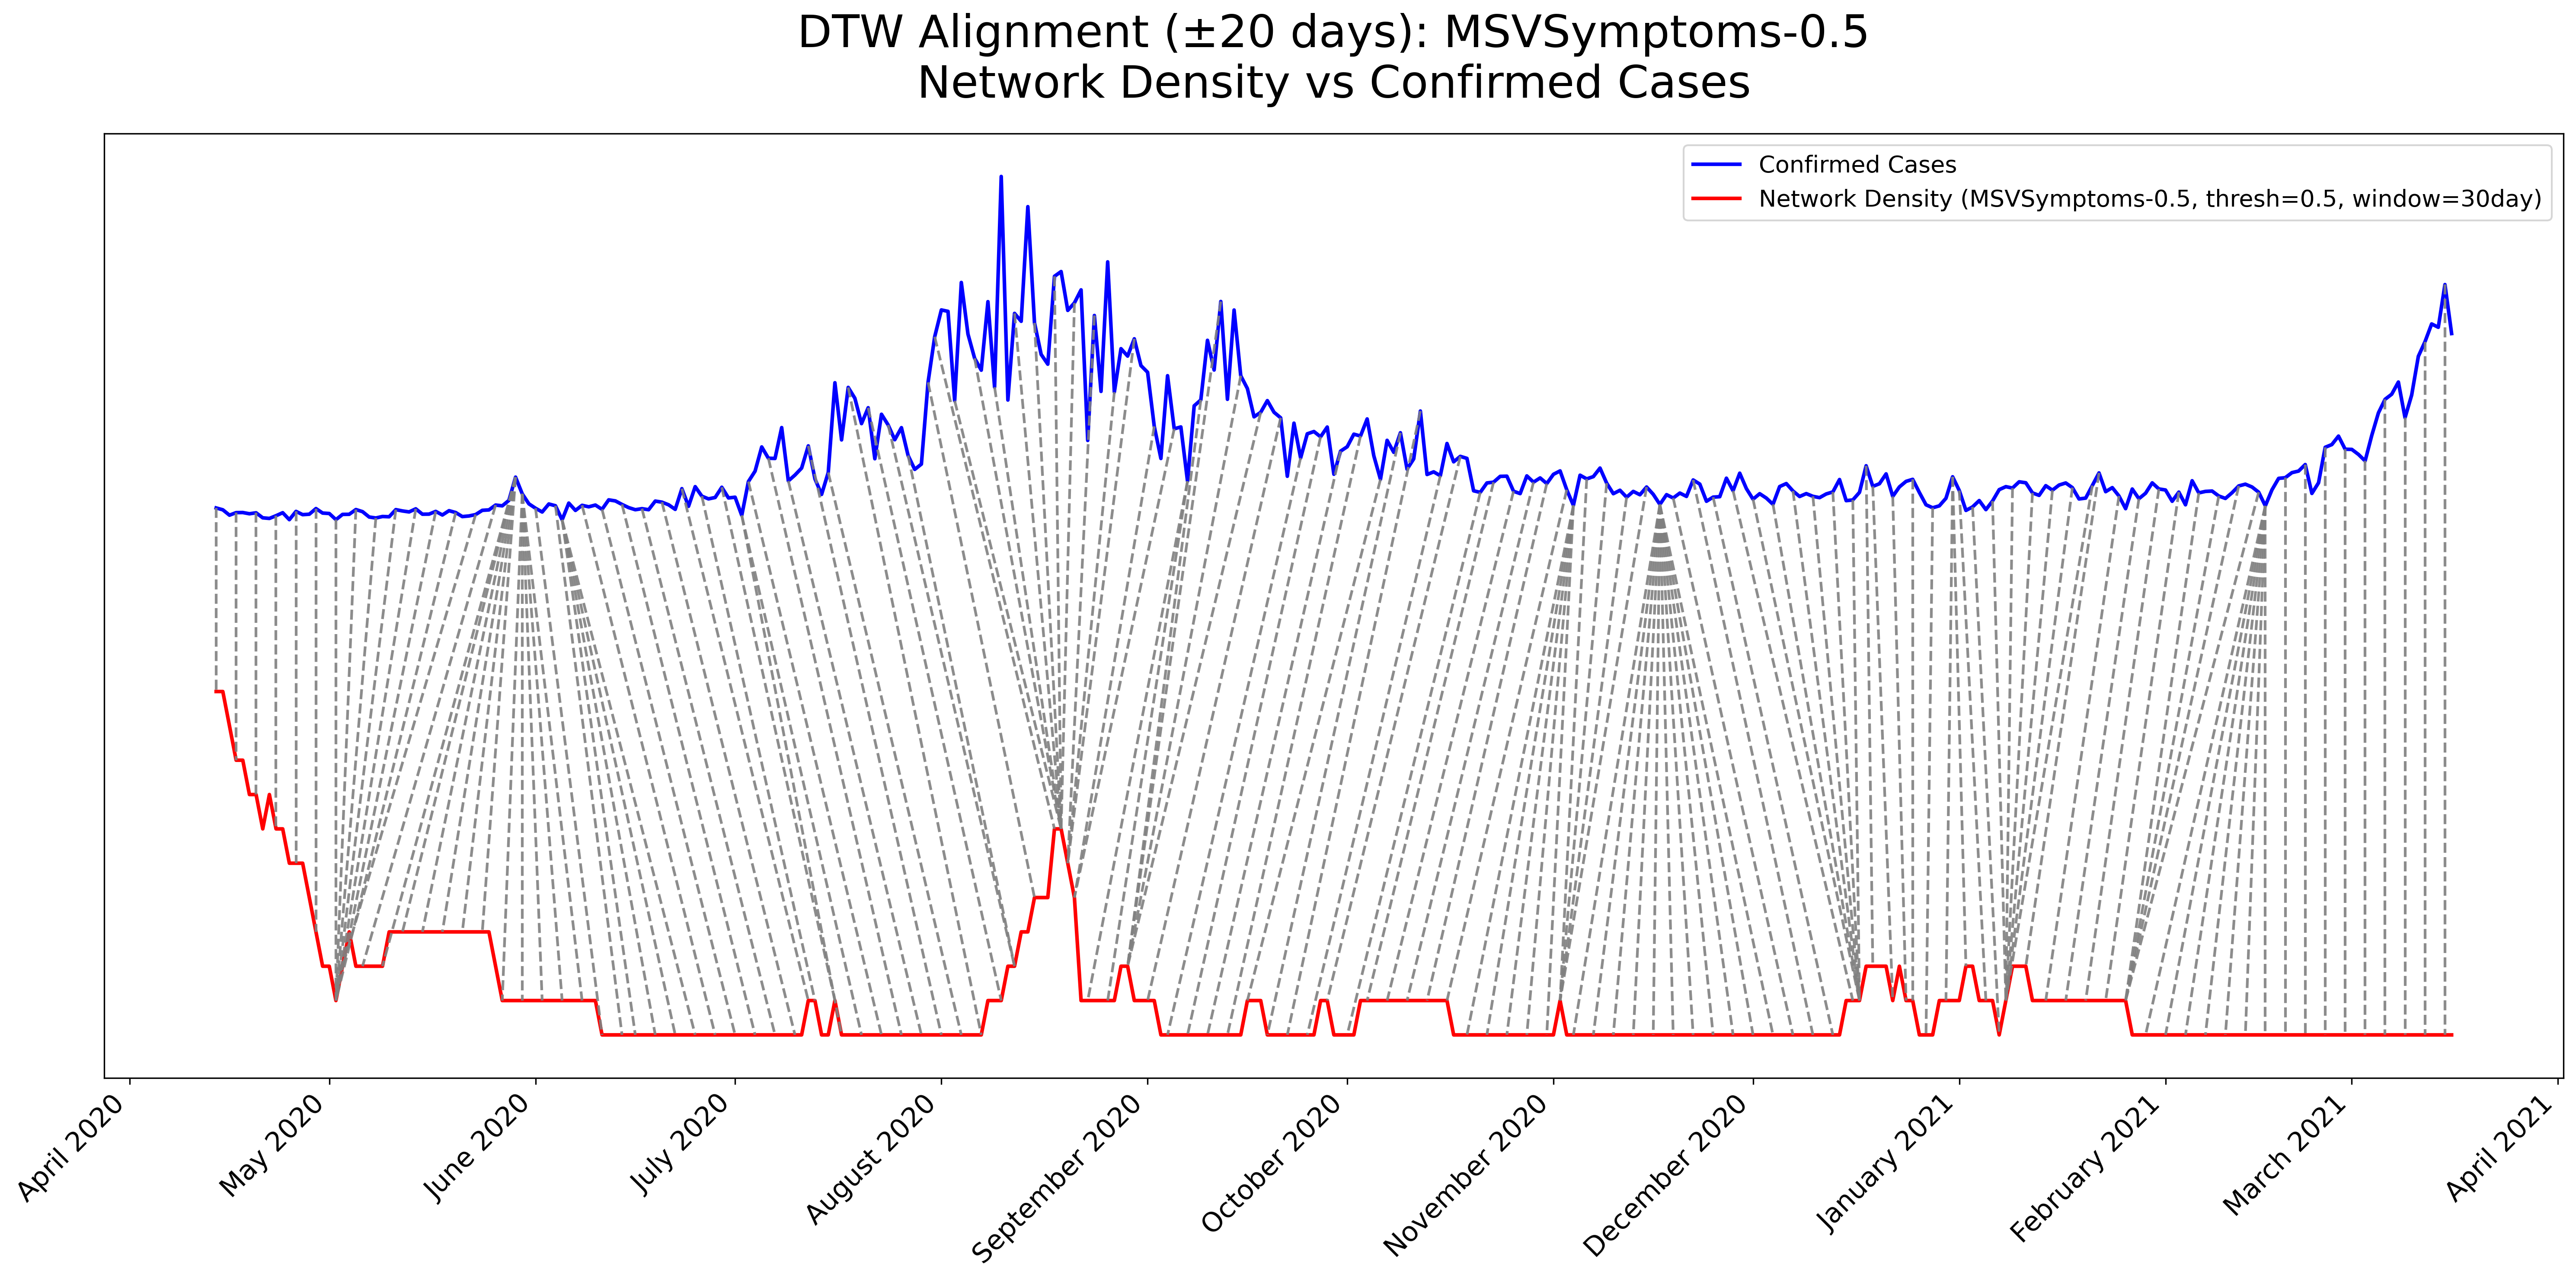 DTW Alignment (±20 days): MSVSymptoms-0.5
Network Density vs Confirmed Cases
Confirmed Cases
Network Density (MSVSymptoms-0.5, thresh=0.5, window=30day)
April 2020
May 2020
June 2020
July 2020
August 2020
September 2020
October 2020
November 2020
December 2020
January 2021
February 2021
March 2021
April 2021